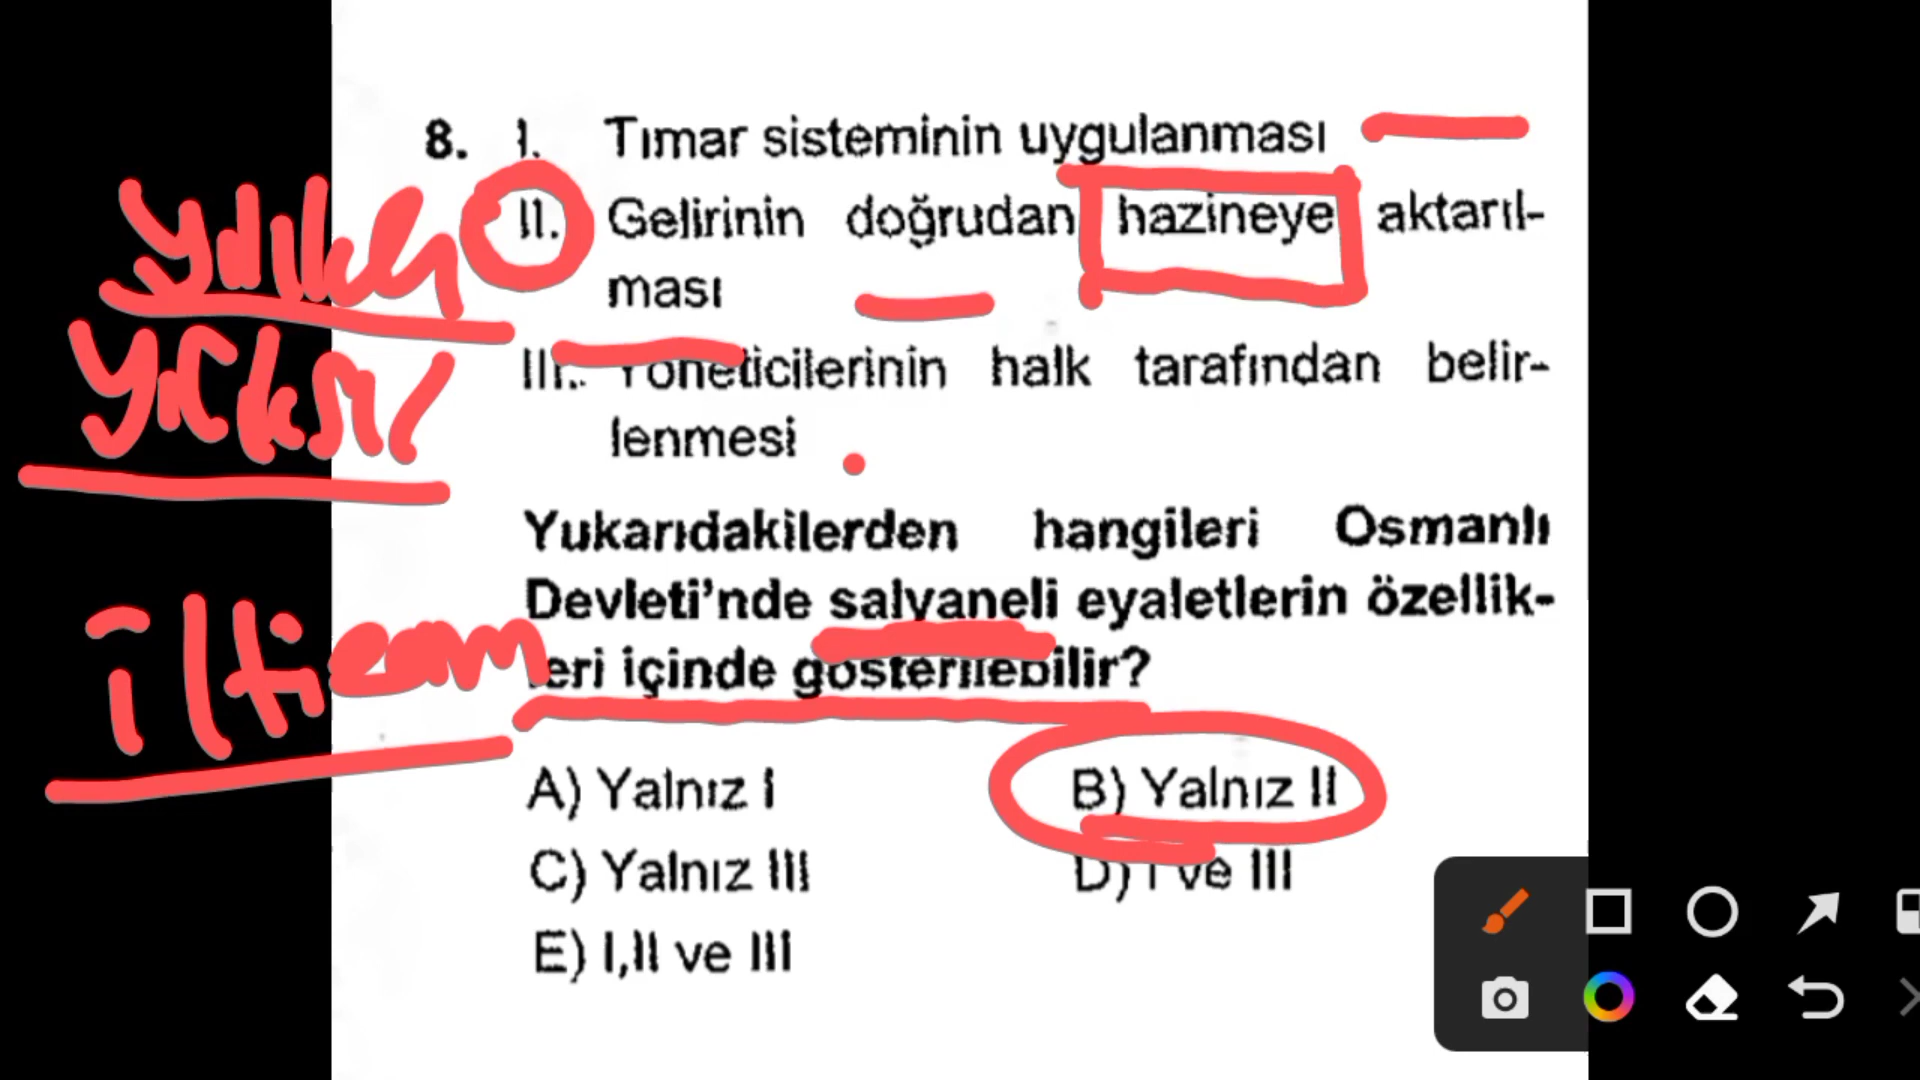 8. I. Tımar sisteminin uygulanması
II. Gelirinin doğrudan hazineye aktarıl-
ması
III. Yöneticilerinin halk tarafından belir-
lenmesi
Yukarıdakilerden hangileri Osmanlı
Devleti'nde salyaneli eyaletlerin özellik-
leri içinde gösterilebilir?
A) Yalnız I
B) Yalnız II
C) Yalnız III
D) I ve III
E) I,II ve III
iltizam